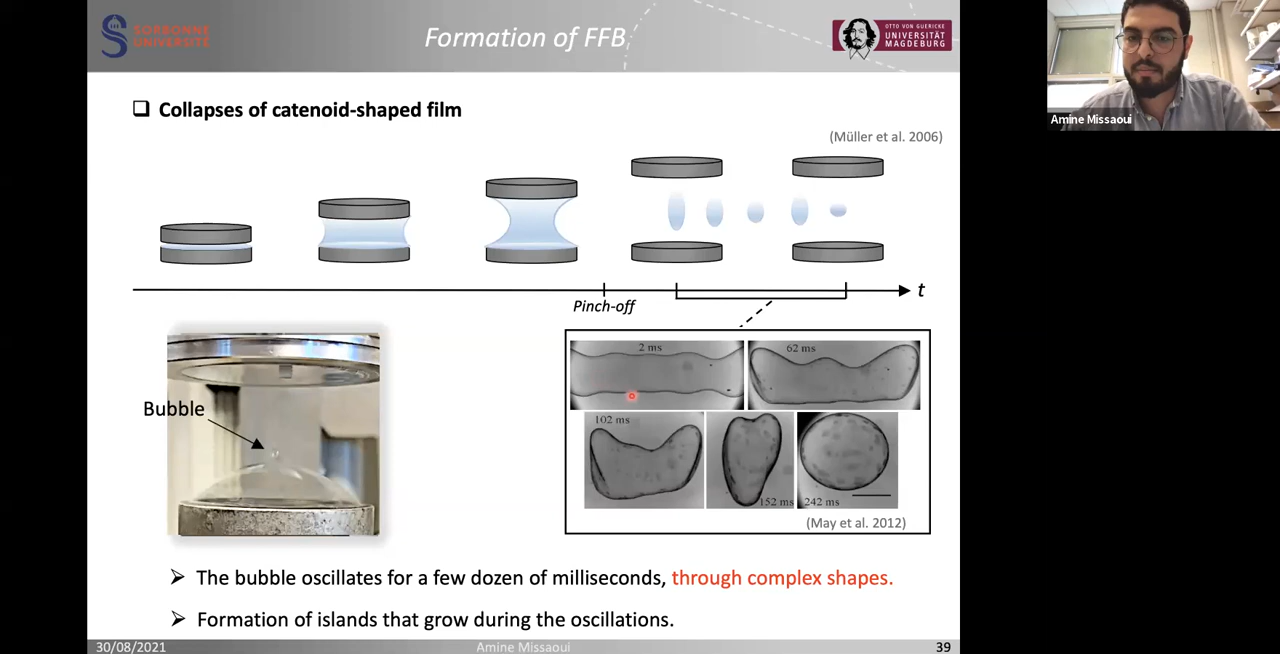 SORBONNE
UNIVERSITÉ
Formation of FFB
OTTO VON GUERICKE
UNIVERSITÄT
MAGDEBURG
Amine Missaoui
❑ Collapses of catenoid-shaped film
(Müller et al. 2006)
t
Pinch-off
Bubble
2 ms
62 ms
102 ms
152 ms
242 ms
(May et al. 2012)
➢ The bubble oscillates for a few dozen of milliseconds, through complex shapes.
➢ Formation of islands that grow during the oscillations.
30/08/2021
Amine Missaoui
39